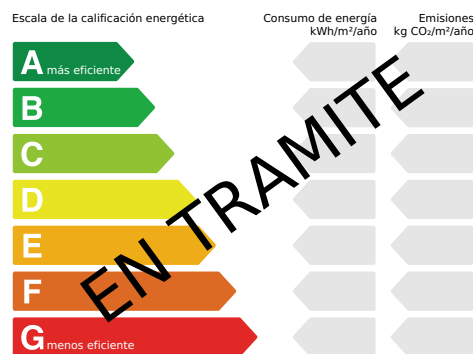 Escala de la calificación energética
Consumo de energía
kWh/m²/año
Emisiones
kg CO₂/m²/año
A más eficiente
B
C
D
E
F
G menos eficiente
EN TRAMITE